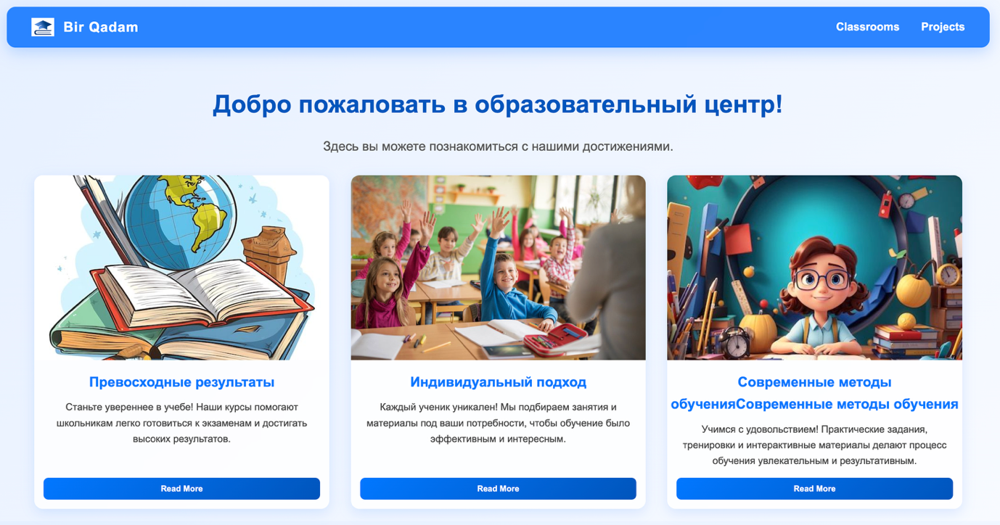 Bir Qadam
Classrooms
Projects
Добро пожаловать в образовательный центр!
Здесь вы можете познакомиться с нашими достижениями.
Превосходные результаты
Станьте увереннее в учебе! Наши курсы помогают
школьникам легко готовиться к экзаменам и достигать
высоких результатов.
Read More
Индивидуальный подход
Каждый ученик уникален! Мы подбираем занятия и
материалы под ваши потребности, чтобы обучение было
эффективным и интересным.
Read More
Современные методы
обученияСовременные методы обучения
Учимся с удовольствием! Практические задания,
тренировки и интерактивные материалы делают процесс
обучения увлекательным и результативным.
Read More